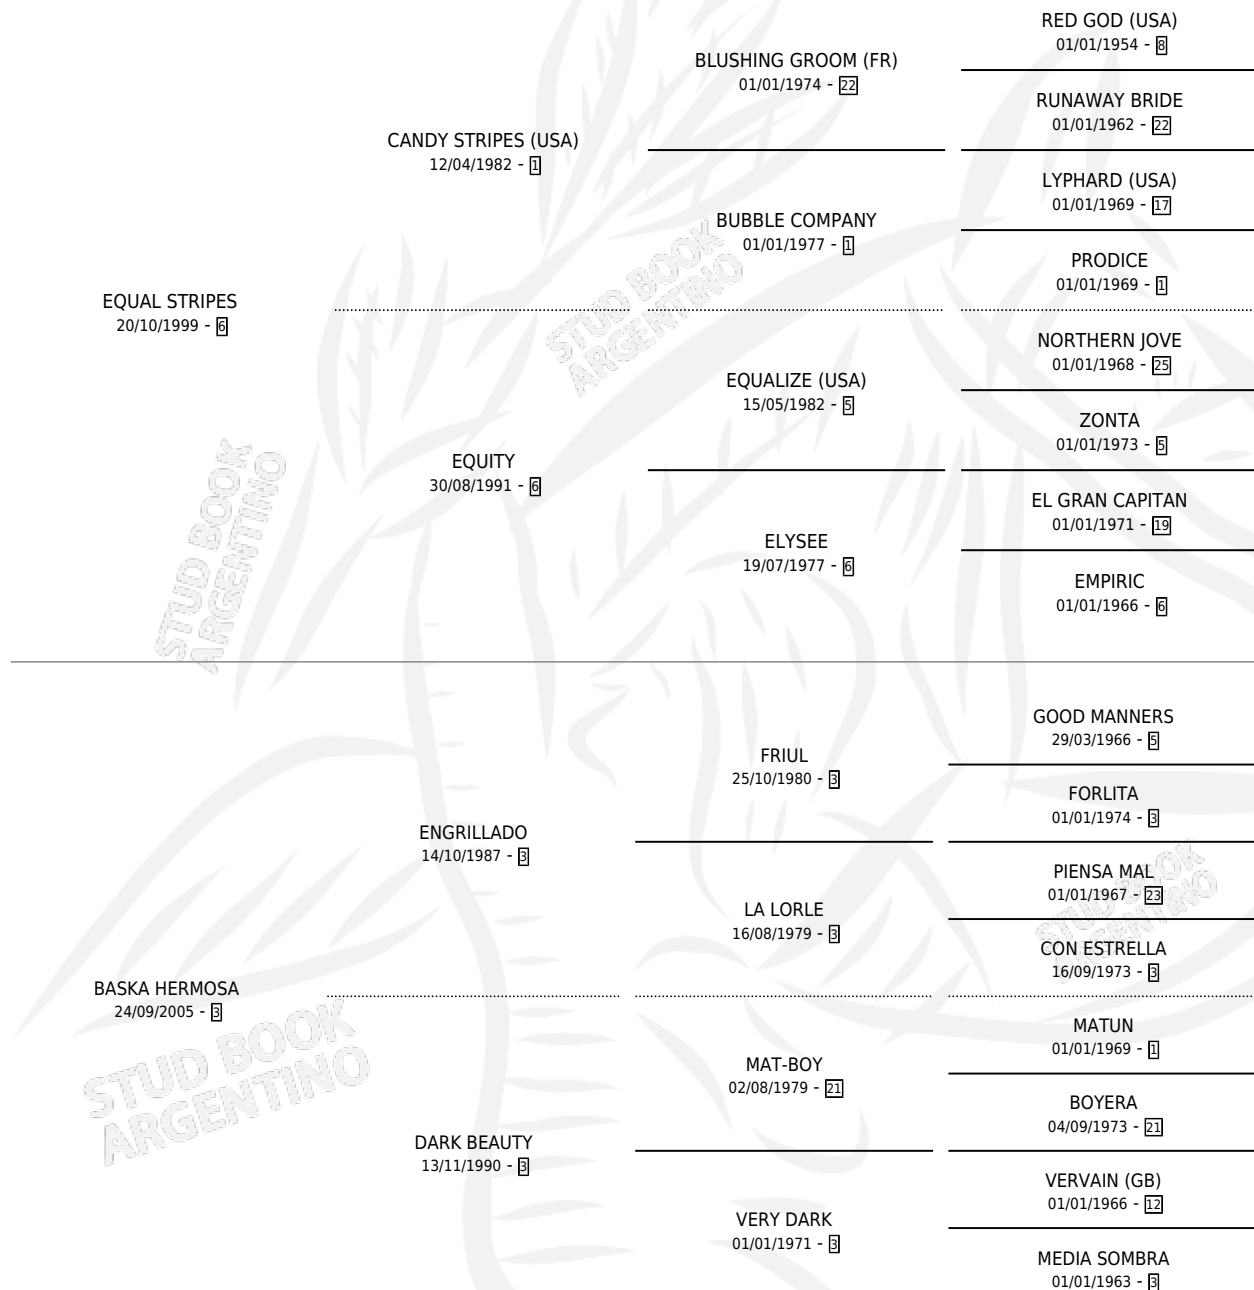 RED GOD (USA)
01/01/1954 - 8
BLUSHING GROOM (FR)
01/01/1974 - 22
RUNAWAY BRIDE
01/01/1962 - 22
CANDY STRIPES (USA)
12/04/1982 - 1
LYPHARD (USA)
01/01/1969 - 17
BUBBLE COMPANY
01/01/1977 - 1
PRODICE
01/01/1969 - 1
EQUAL STRIPES
20/10/1999 - 6
NORTHERN JOVE
01/01/1968 - 25
EQUALIZE (USA)
15/05/1982 - 5
ZONTA
01/01/1973 - 5
EQUITY
30/08/1991 - 6
EL GRAN CAPITAN
01/01/1971 - 19
ELYSEE
19/07/1977 - 6
EMPIRIC
01/01/1966 - 6
GOOD MANNERS
29/03/1966 - 5
FRIUL
25/10/1980 - 3
FORLITA
01/01/1974 - 3
ENGRILLADO
14/10/1987 - 3
PIENSA MAL
01/01/1967 - 23
LA LORLE
16/08/1979 - 3
CON ESTRELLA
16/09/1973 - 3
BASKA HERMOSA
24/09/2005 - 3
MATUN
01/01/1969 - 1
MAT-BOY
02/08/1979 - 21
BOYERA
04/09/1973 - 21
DARK BEAUTY
13/11/1990 - 3
VERVAIN (GB)
01/01/1966 - 12
VERY DARK
01/01/1971 - 3
MEDIA SOMBRA
01/01/1963 - 3
STUD BOOK
ARGENTINO
STUD BOOK
ARGENTINO
STUD BOOK
ARGENTINO
STUD BOOK
ARGENTINO